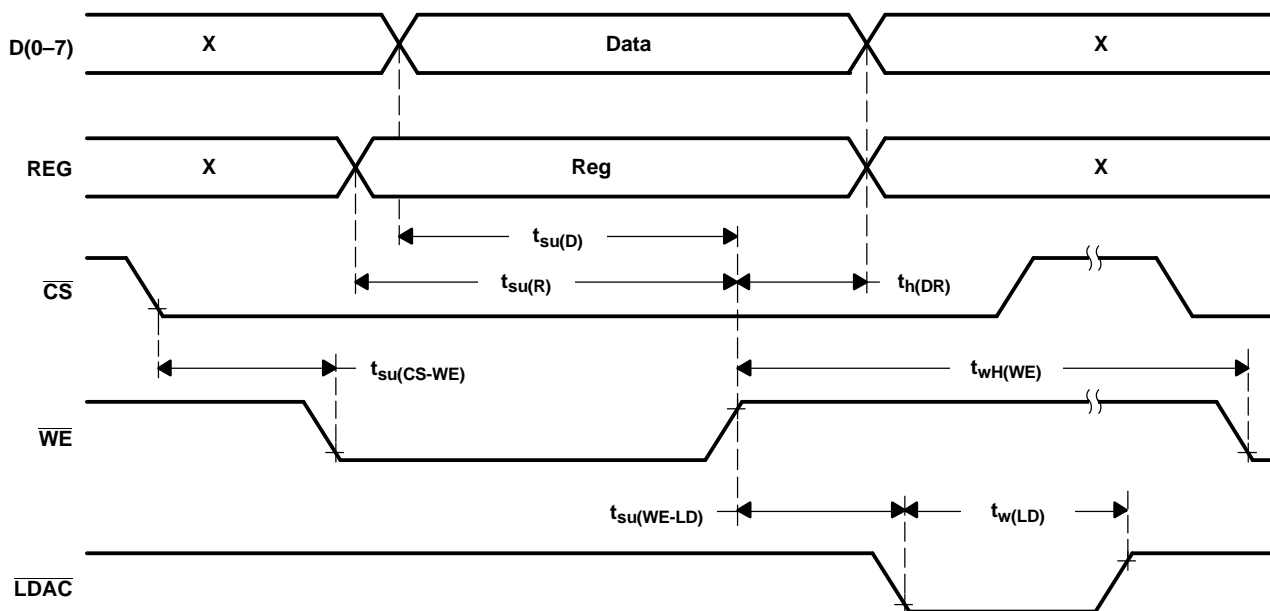 D(0–7) X Data X
REG X Reg X
tsu(D)
CS tsu(R) th(DR)
tsu(CS-WE) twH(WE)
WE
tsu(WE-LD) tw(LD)
LDAC